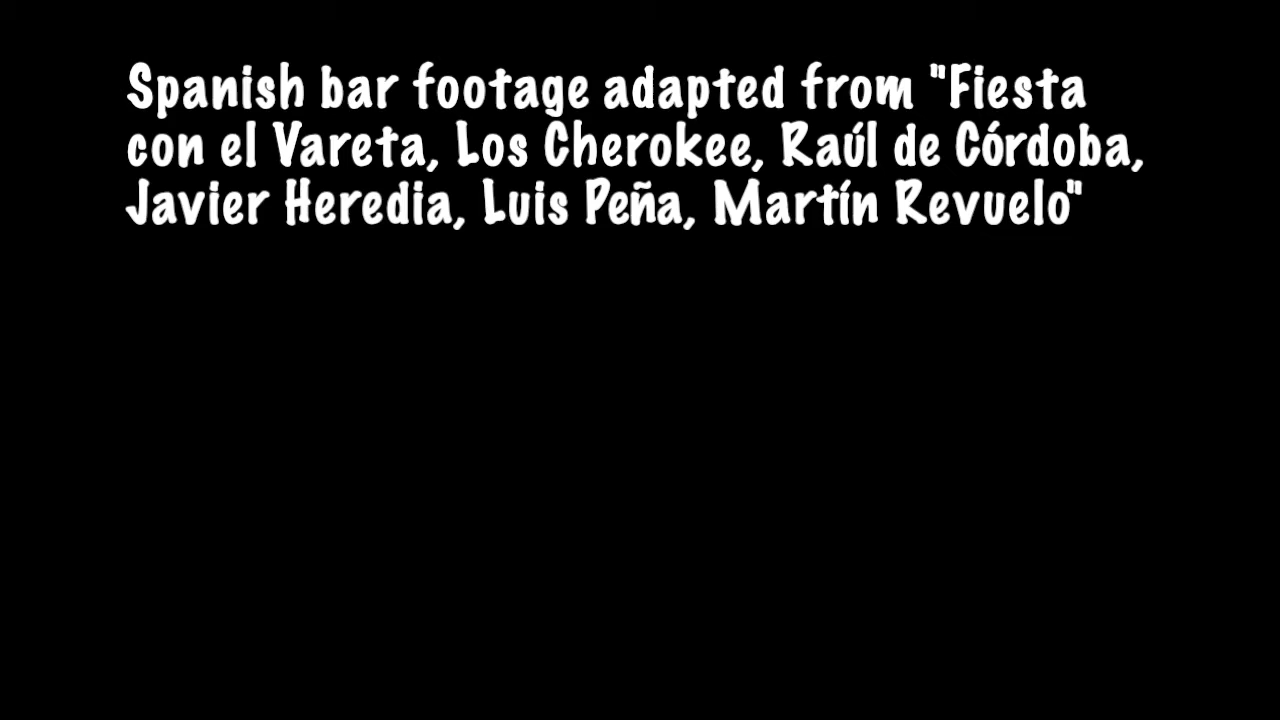 Spanish bar footage adapted from "Fiesta
con el Vareta, Los Cherokee, Raúl de Córdoba,
Javier Heredia, Luis Peña, Martín Revuelo"